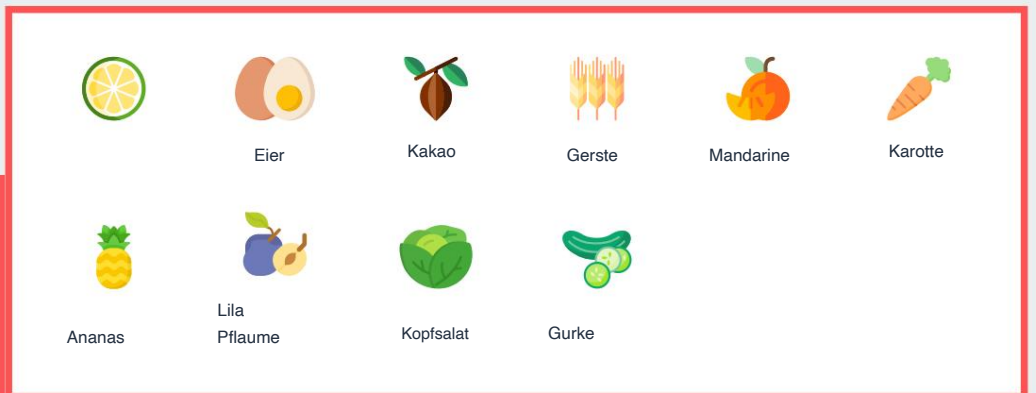 Eier
Kakao
Gerste
Mandarine
Karotte
Ananas
Lila
Pflaume
Kopfsalat
Gurke